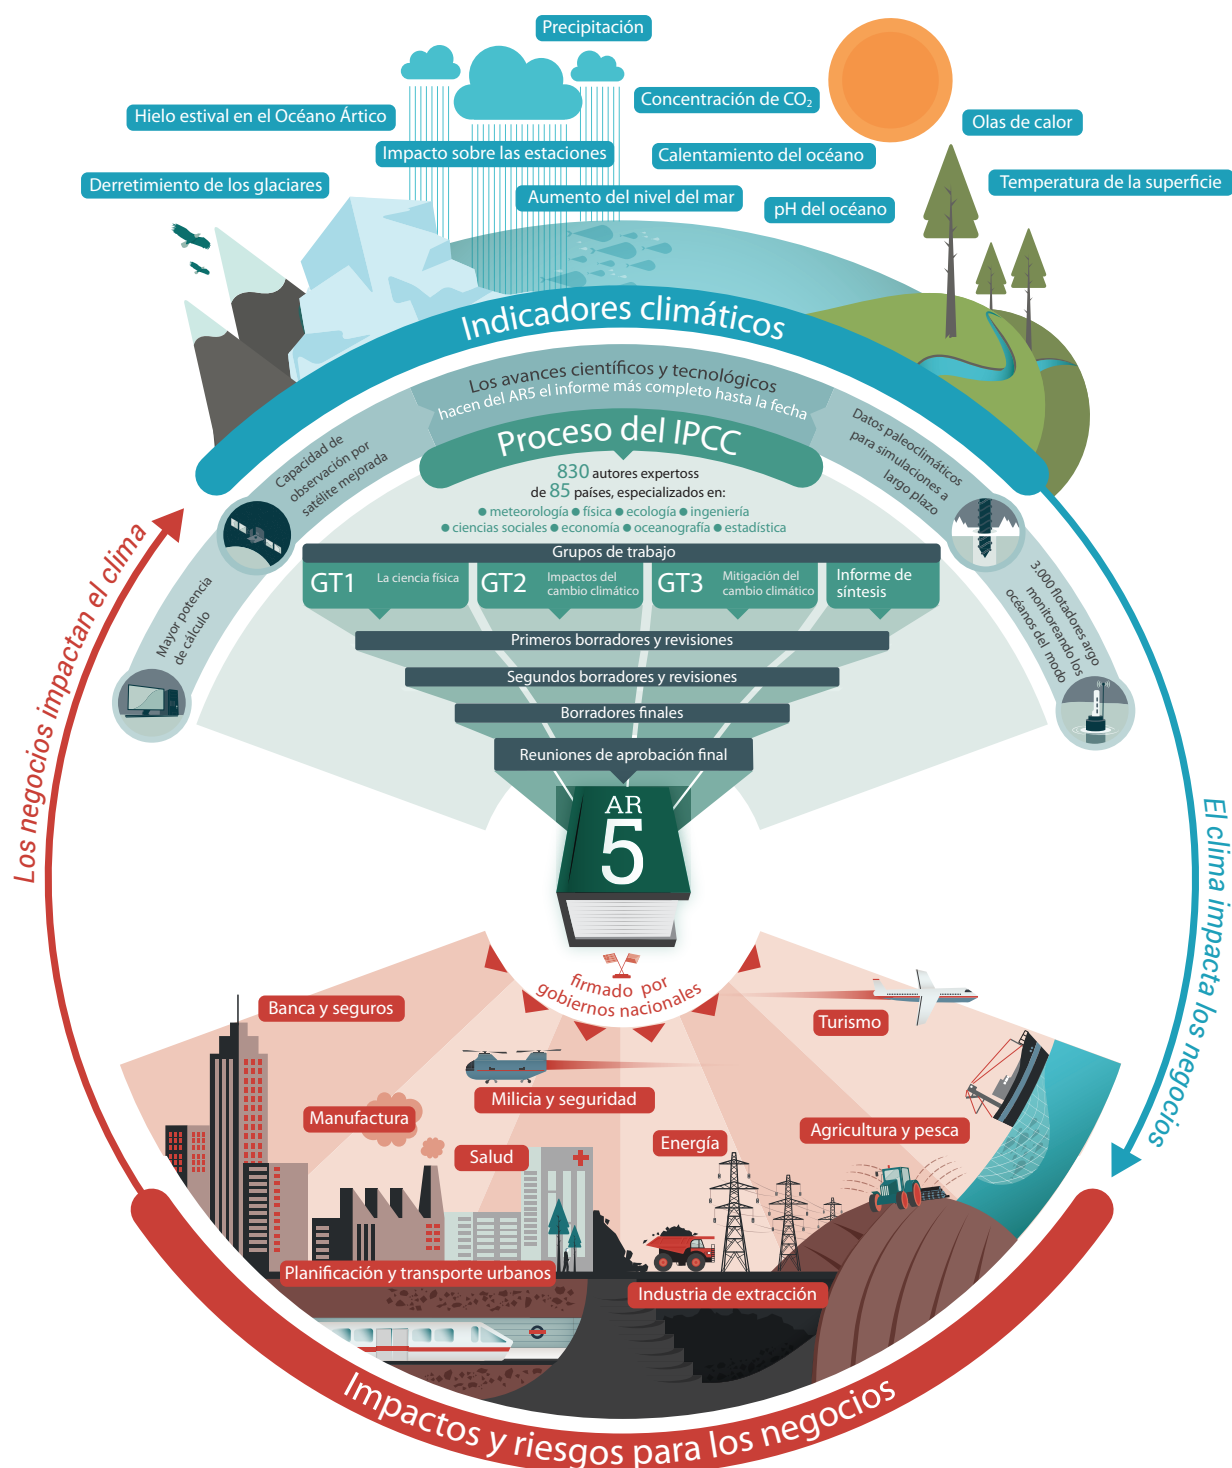 Precipitación
Concentración de CO₂
Hielo estival en el Océano Ártico
Olas de calor
Impacto sobre las estaciones
Calentamiento del océano
Derretimiento de los glaciares
Temperatura de la superficie
Aumento del nivel del mar
pH del océano
Indicadores climáticos
Los avances científicos y tecnológicos
hacen del AR5 el informe más completo hasta la fecha
Capacidad de
observación por
satélite mejorada
Mayor potencia
de cálculo
Datos paleoclimáticos
para simulaciones a
largo plazo
3.000 flotadores argo
monitoreando los
océanos del modo
Proceso del IPCC
830 autores expertoss
de 85 países, especializados en:
● meteorología ● física ● ecología ● ingeniería
● ciencias sociales ● economía ● oceanografía ● estadística
Grupos de trabajo
GT1 La ciencia física
GT2 Impactos del
cambio climático
GT3 Mitigación del
cambio climático
Informe de
síntesis
Primeros borradores y revisiones
Segundos borradores y revisiones
Borradores finales
Reuniones de aprobación final
AR
5
Los negocios impactan el clima
El clima impacta los negocios
firmado por
gobiernos nacionales
Banca y seguros
Turismo
Milicia y seguridad
Manufactura
Agricultura y pesca
Energía
Salud
Planificación y transporte urbanos
Industria de extracción
Impactos y riesgos para los negocios